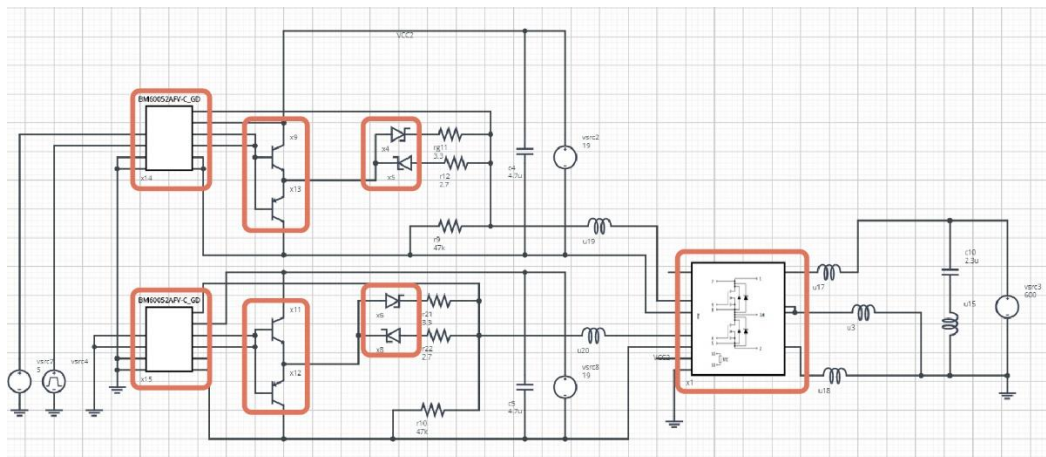 VCC2
BM60052AFV-C_GD
x14
x9
x13
x4
x5
rg11
3.3
r12
2.7
c4
4.7u
vsrc2
19
r9
47k
u19
BM60052AFV-C_GD
x15
x11
x12
x6
x8
r21
3.3
r22
2.7
u20
c5
4.7u
vsrc8
19
r10
47k
5
vsrc4
VCC2
x1
u17
u3
u18
c10
2.3u
u15
vsrc3
600